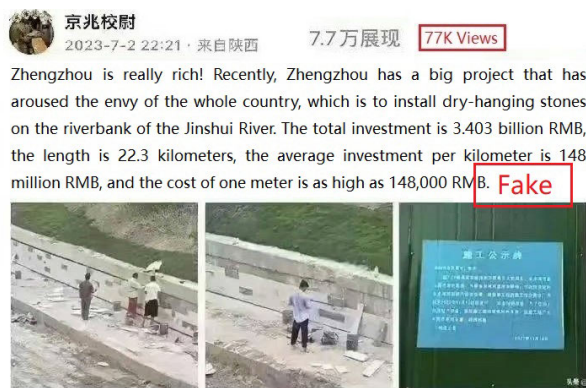 京兆校尉
2023-7-2 22:21 · 来自陕西
7.7万展现
77K Views
Zhengzhou is really rich! Recently, Zhengzhou has a big project that has
aroused the envy of the whole country, which is to install dry-hanging stones
on the riverbank of the Jinshui River. The total investment is 3.403 billion RMB,
the length is 22.3 kilometers, the average investment per kilometer is 148
million RMB, and the cost of one meter is as high as 148,000 RMB.
Fake
施工公示牌